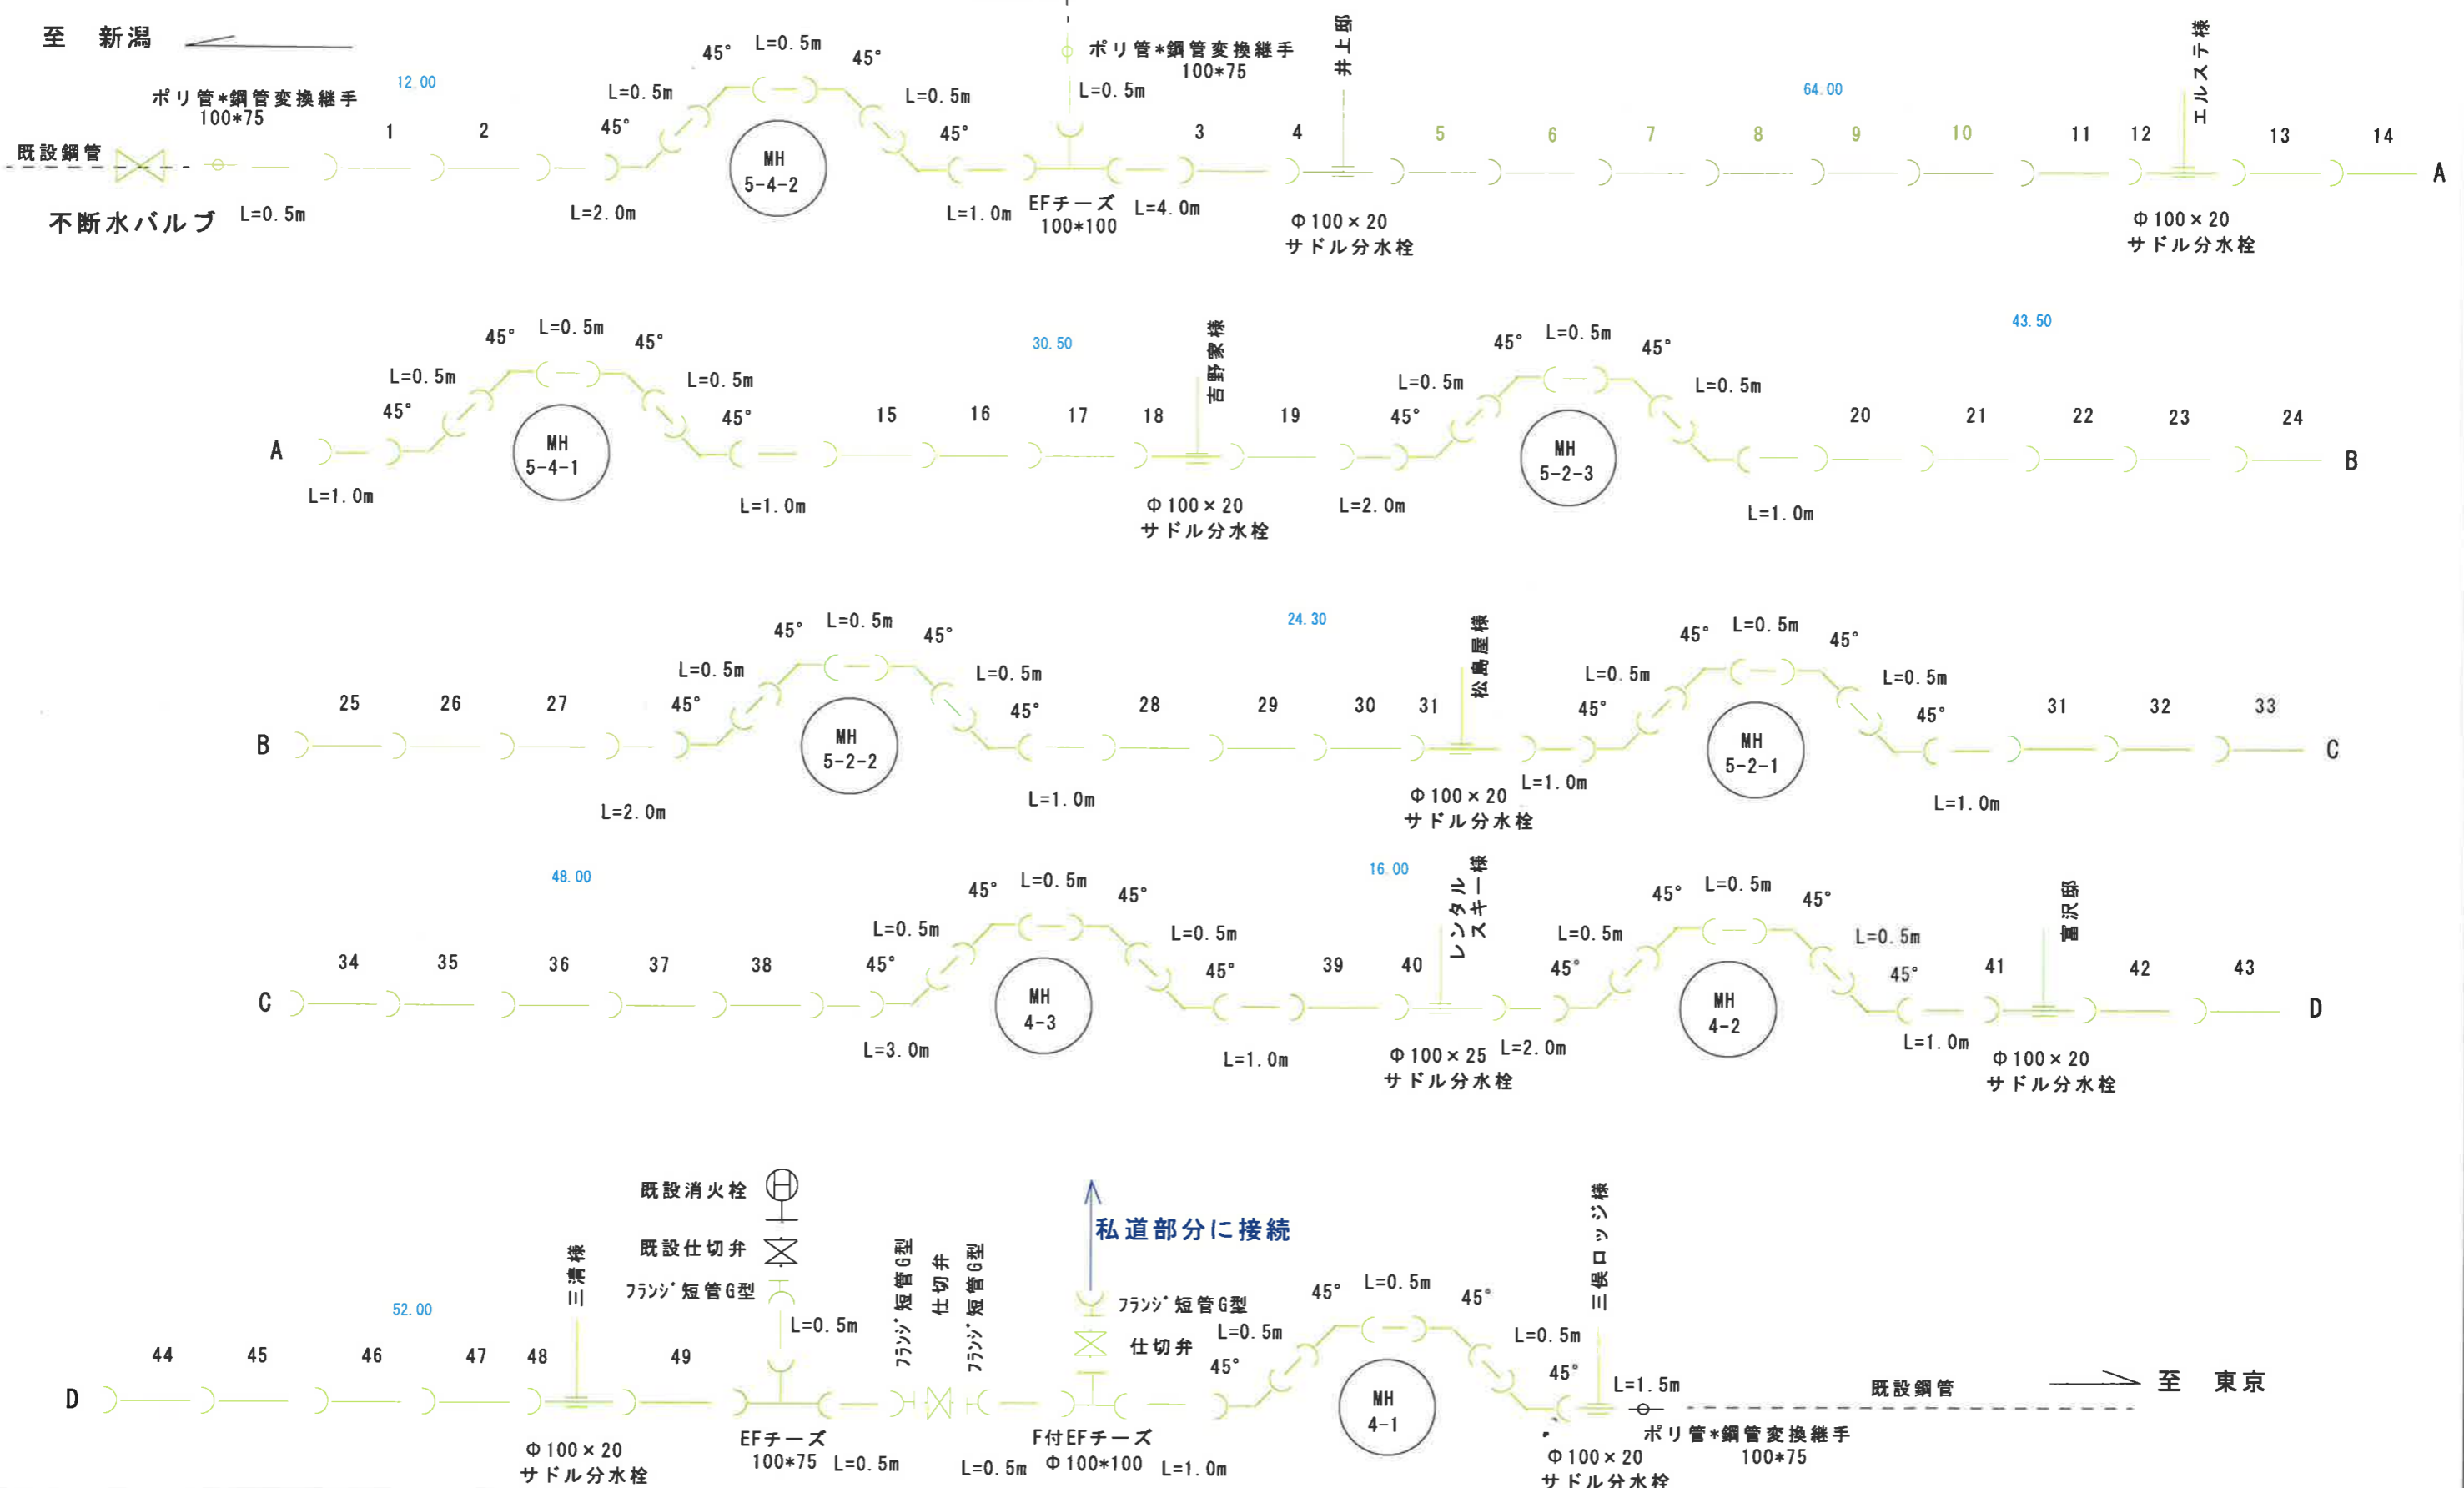 至 新潟
ポリ管*鋼管変換継手
100*75
12.00
既設鋼管
不断水バルブ
L=0.5m
1
2
L=2.0m
45°
L=0.5m
45°
L=0.5m
45°
L=0.5m
45°
MH
5-4-2
L=1.0m
ポリ管*鋼管変換継手
100*75
L=0.5m
EFチーズ
100*100
L=4.0m
3
4
井上邸
Φ100×20
サドル分水栓
5
6
7
64.00
8
9
10
11
12
エルステ様
Φ100×20
サドル分水栓
13
14
A
A
L=1.0m
45°
L=0.5m
45°
L=0.5m
45°
L=0.5m
45°
MH
5-4-1
L=1.0m
15
16
30.50
17
18
吉野家様
Φ100×20
サドル分水栓
19
L=2.0m
45°
L=0.5m
45°
L=0.5m
45°
L=0.5m
MH
5-2-3
L=1.0m
43.50
20
21
22
23
24
B
B
25
26
27
L=2.0m
45°
L=0.5m
45°
L=0.5m
45°
L=0.5m
45°
MH
5-2-2
L=1.0m
24.30
28
29
30
31
松島屋様
Φ100×20
サドル分水栓
L=1.0m
45°
L=0.5m
45°
L=0.5m
45°
L=0.5m
45°
MH
5-2-1
L=1.0m
31
32
33
C
C
48.00
34
35
36
37
38
L=3.0m
45°
L=0.5m
45°
L=0.5m
45°
L=0.5m
45°
MH
4-3
L=1.0m
16.00
39
40
レンタル
スキー様
Φ100×25
サドル分水栓
L=2.0m
45°
L=0.5m
45°
L=0.5m
45°
L=0.5m
45°
MH
4-2
L=1.0m
41
富沢邸
Φ100×20
サドル分水栓
42
43
D
D
52.00
44
45
46
47
48
三清様
Φ100×20
サドル分水栓
49
既設消火栓
H
既設仕切弁
フランジ短管G型
L=0.5m
EFチーズ
100*75
L=0.5m
フランジ短管G型
仕切弁
フランジ短管G型
L=0.5m
私道部分に接続
フランジ短管G型
仕切弁
F付EFチーズ
Φ100*100
L=1.0m
45°
L=0.5m
45°
L=0.5m
45°
L=0.5m
45°
MH
4-1
三俣ロッジ様
L=1.5m
Φ100×20
サドル分水栓
ポリ管*鋼管変換継手
100*75
既設鋼管
至 東京